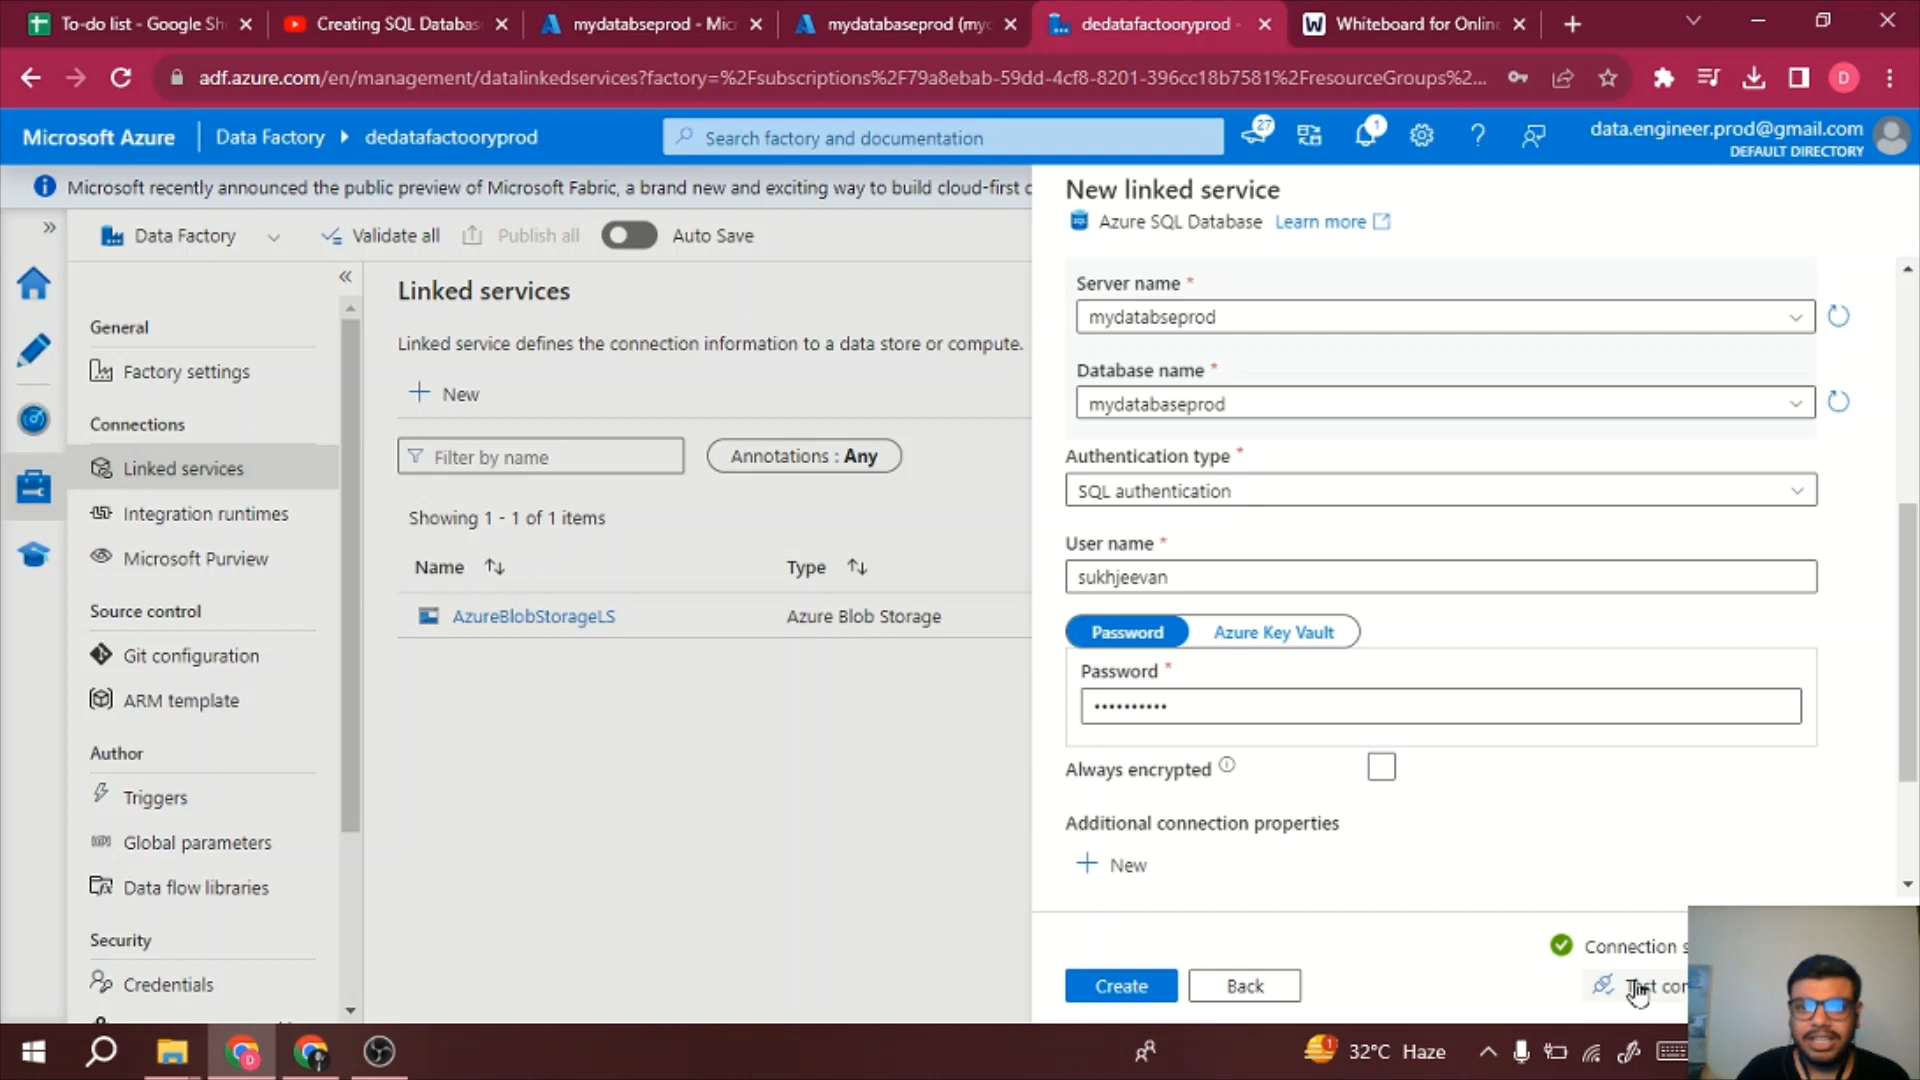 To-do list - Google Sh
Creating SQL Databas
mydatabseprod - Mic
mydatabaseprod (my
dedatafactooryprod -
Whiteboard for Online
adf.azure.com/en/management/datalinkedservices?factory=%2Fsubscriptions%2F79a8ebab-59dd-4cf8-8201-396cc18b7581%2FresourceGroups%2...
D
Microsoft Azure
Data Factory
dedatafactooryprod
Search factory and documentation
27
1
data.engineer.prod@gmail.com
DEFAULT DIRECTORY
Microsoft recently announced the public preview of Microsoft Fabric, a brand new and exciting way to build cloud-first
Data Factory
Validate all
Publish all
Auto Save
General
Factory settings
Connections
Linked services
Integration runtimes
Microsoft Purview
Source control
Git configuration
ARM template
Author
Triggers
Global parameters
Data flow libraries
Security
Credentials
Linked services
Linked service defines the connection information to a data store or compute.
New
Filter by name
Annotations : Any
Showing 1 - 1 of 1 items
Name
Type
AzureBlobStorageLS
Azure Blob Storage
New linked service
Azure SQL Database
Learn more
Server name *
mydatabseprod
Database name *
mydatabaseprod
Authentication type *
SQL authentication
User name *
sukhjeevan
Password
Azure Key Vault
Password *
••••••••••
Always encrypted
Additional connection properties
New
Connection s
Create
Back
32°C Haze